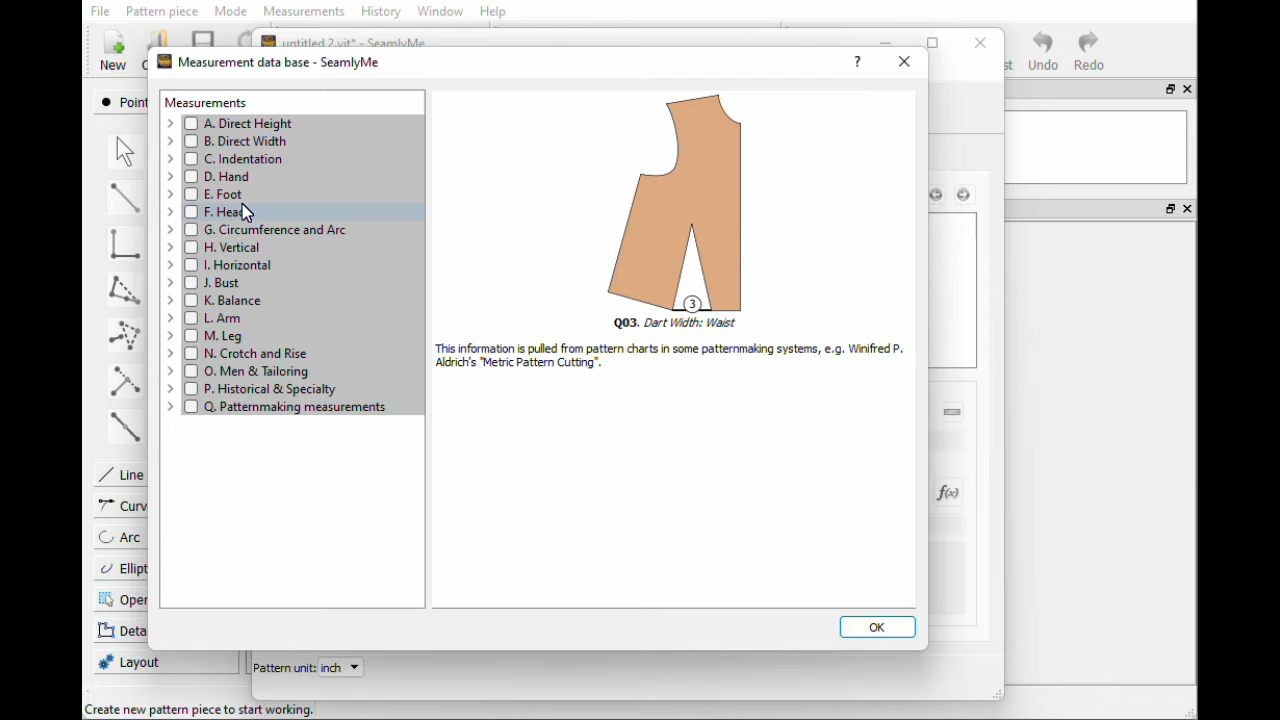 File Pattern piece Mode Measurements History Window Help
untitled 2.vit* - SeamlyMe
New
Undo Redo
Measurement data base - SeamlyMe
?
Measurements
A. Direct Height
B. Direct Width
C. Indentation
D. Hand
E. Foot
F. Head
G. Circumference and Arc
H. Vertical
I. Horizontal
J. Bust
K. Balance
L. Arm
M. Leg
N. Crotch and Rise
O. Men & Tailoring
P. Historical & Specialty
Q. Patternmaking measurements
3
Q03. Dart Width: Waist
This information is pulled from pattern charts in some patternmaking systems, e.g. Winifred P.
Aldrich's "Metric Pattern Cutting".
OK
Point
Line
Curv
Arc
Ellipt
Oper
Deta
Layout
f(x)
Pattern unit: inch
Create new pattern piece to start working.